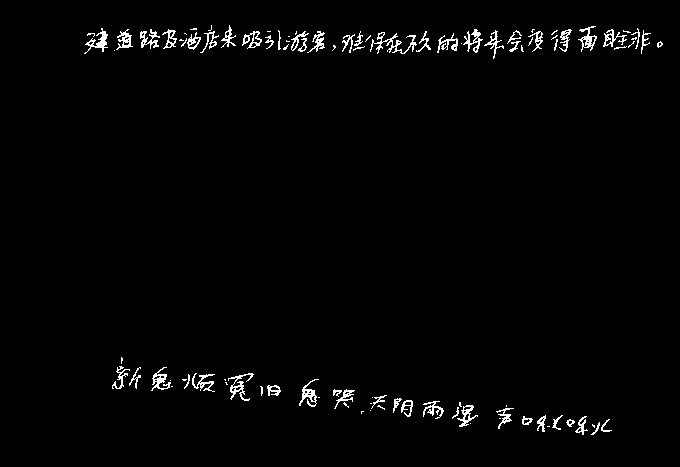 建道路及酒店来吸引游客,难保在不久的将来会变得面目全非。
新鬼烦冤旧鬼哭,天阴雨湿声啾啾